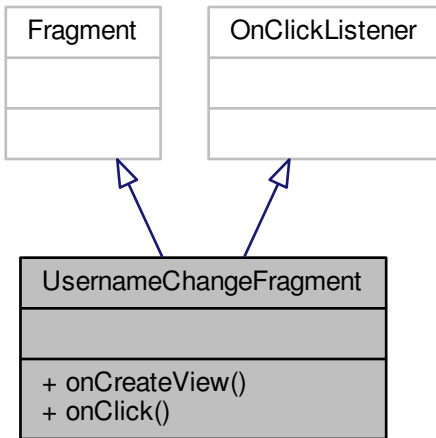 Fragment
OnClickListener
UsernameChangeFragment
+ onCreateView()
+ onClick()